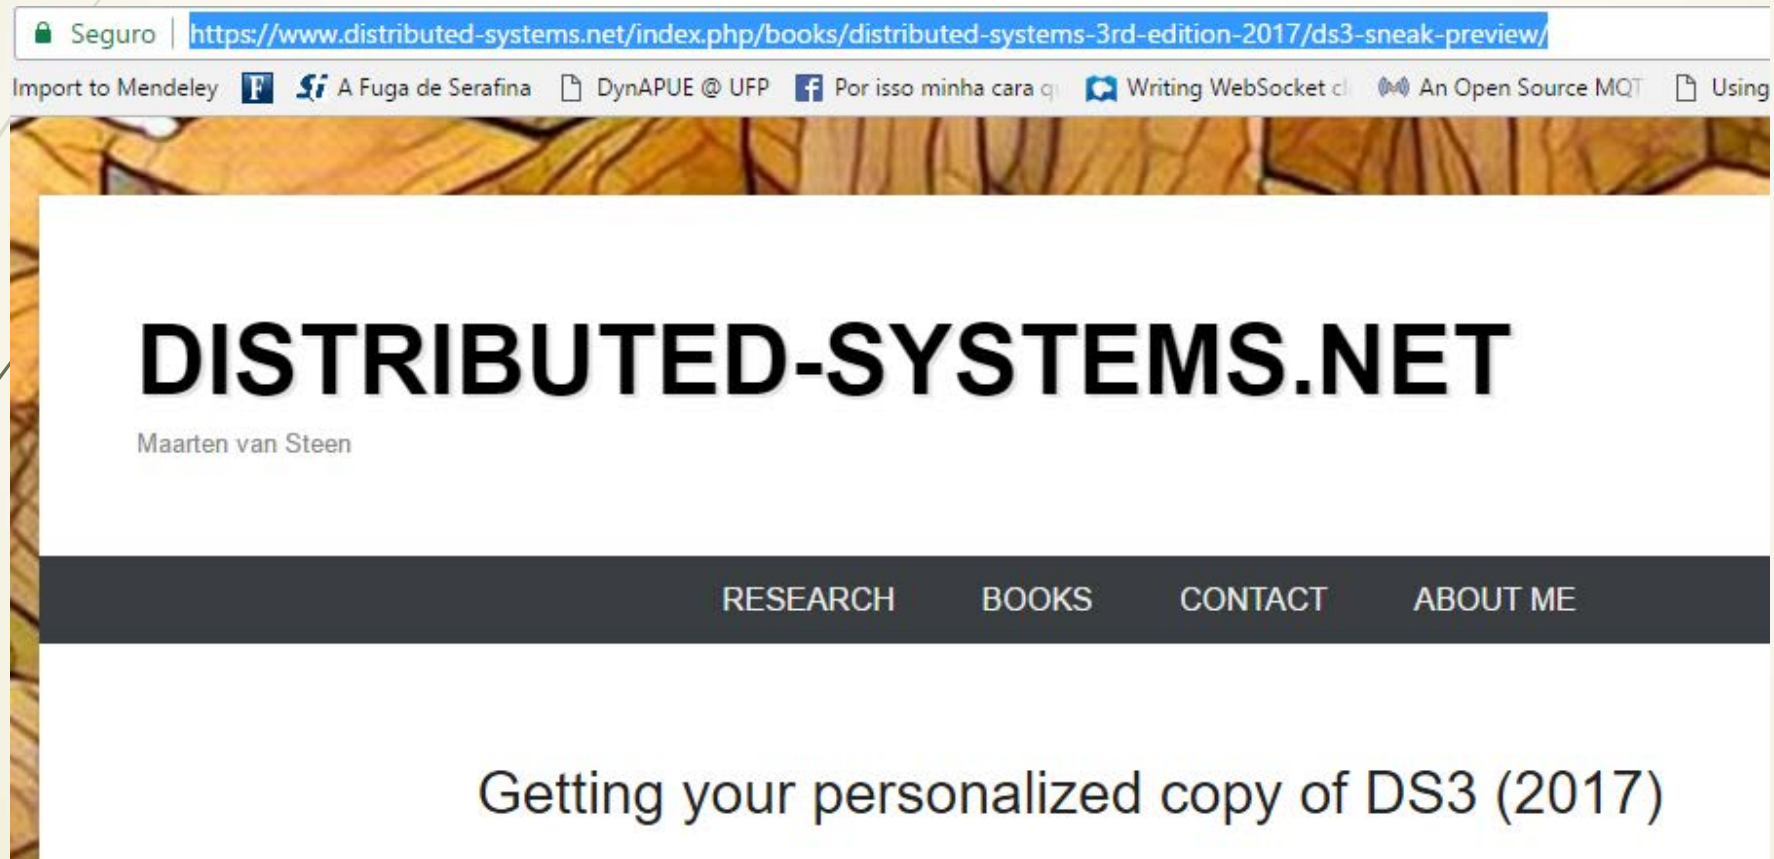 Seguro https://www.distributed-systems.net/index.php/books/distributed-systems-3rd-edition-2017/ds3-sneak-preview/
Import to Mendeley F Si A Fuga de Serafina DynAPUE @ UFP f Por isso minha cara q Writing WebSocket cl An Open Source MQT Using
DISTRIBUTED-SYSTEMS.NET
Maarten van Steen
RESEARCH BOOKS CONTACT ABOUT ME
Getting your personalized copy of DS3 (2017)